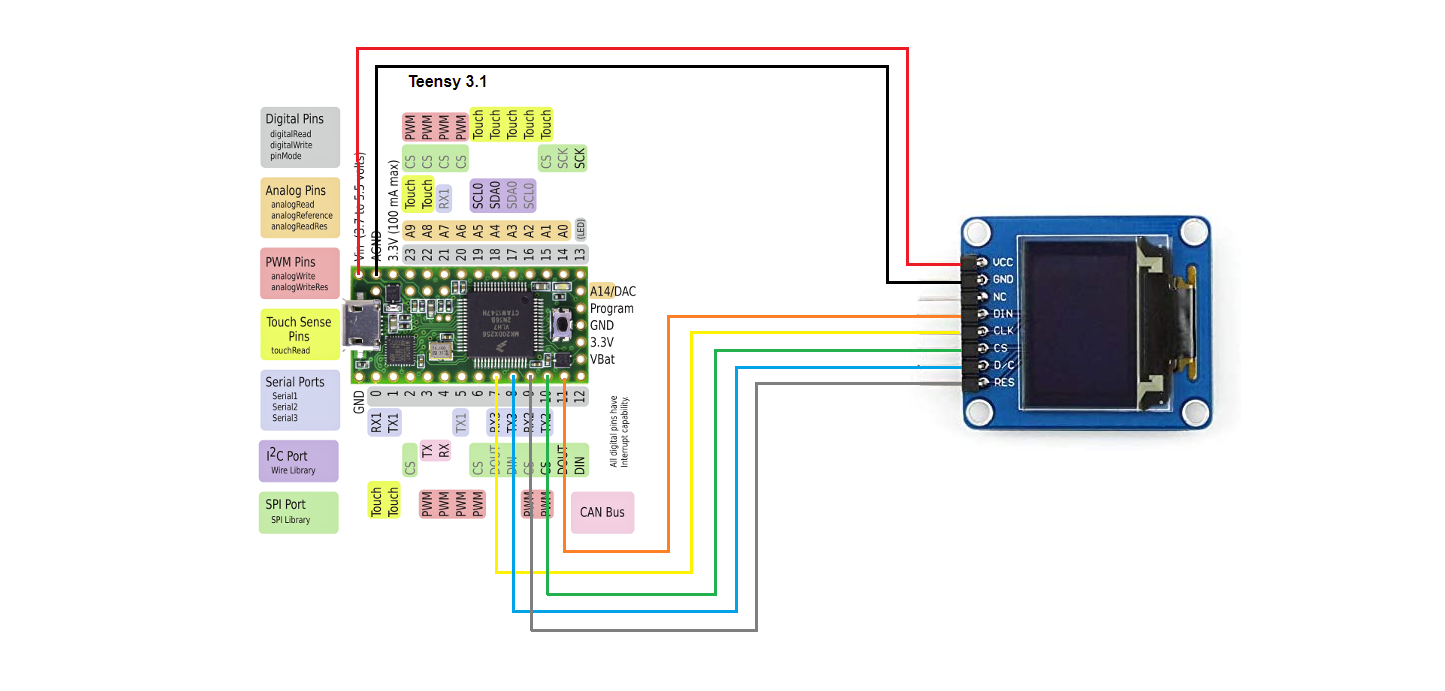 Teensy 3.1
Digital Pins
digitalRead
digitalWrite
pinMode
Analog Pins
analogRead
analogReference
analogReadRes
PWM Pins
analogWrite
analogWriteRes
Touch Sense
Pins
touchRead
Serial Ports
Serial1
Serial2
Serial3
I2C Port
Wire Library
SPI Port
SPI Library
PWM PWM PWM PWM Touch Touch Touch Touch Touch
CS CS CS CS CS SCK SCK
Touch Touch RX1 SCL0 SDA0 SDA0 SCL0
A9 A8 A7 A6 A5 A4 A3 A2 A1 A0 (LED)
Vin (3.7 to 5.5 volts)
AGND
3.3V (100 mA max)
23 22 21 20 19 18 17 16 15 14 13
A14/DAC
Program
GND
3.3V
VBat
GND 0 1 2 3 4 5 6 7 8 9 10 11 12
RX1 TX1 TX1 RX3 TX3 RX2 TX2
CS TX RX CS DOUT DIN CS CS DOUT DIN
Touch Touch PWM PWM PWM PWM PWM PWM
All digital pins have
Interrupt capability.
CAN Bus
VCC
GND
NC
DIN
CLK
CS
D/C
RES